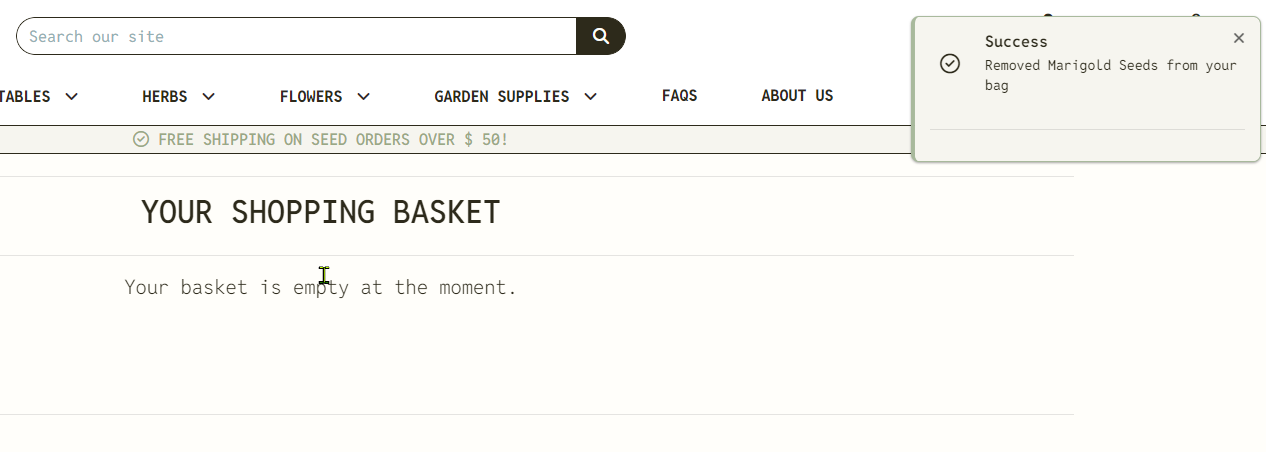 Search our site
HERBS
FLOWERS
GARDEN SUPPLIES
FAQS
ABOUT US
FREE SHIPPING ON SEED ORDERS OVER $ 50!
Success
Removed Marigold Seeds from your
bag
YOUR SHOPPING BASKET
Your basket is empty at the moment.